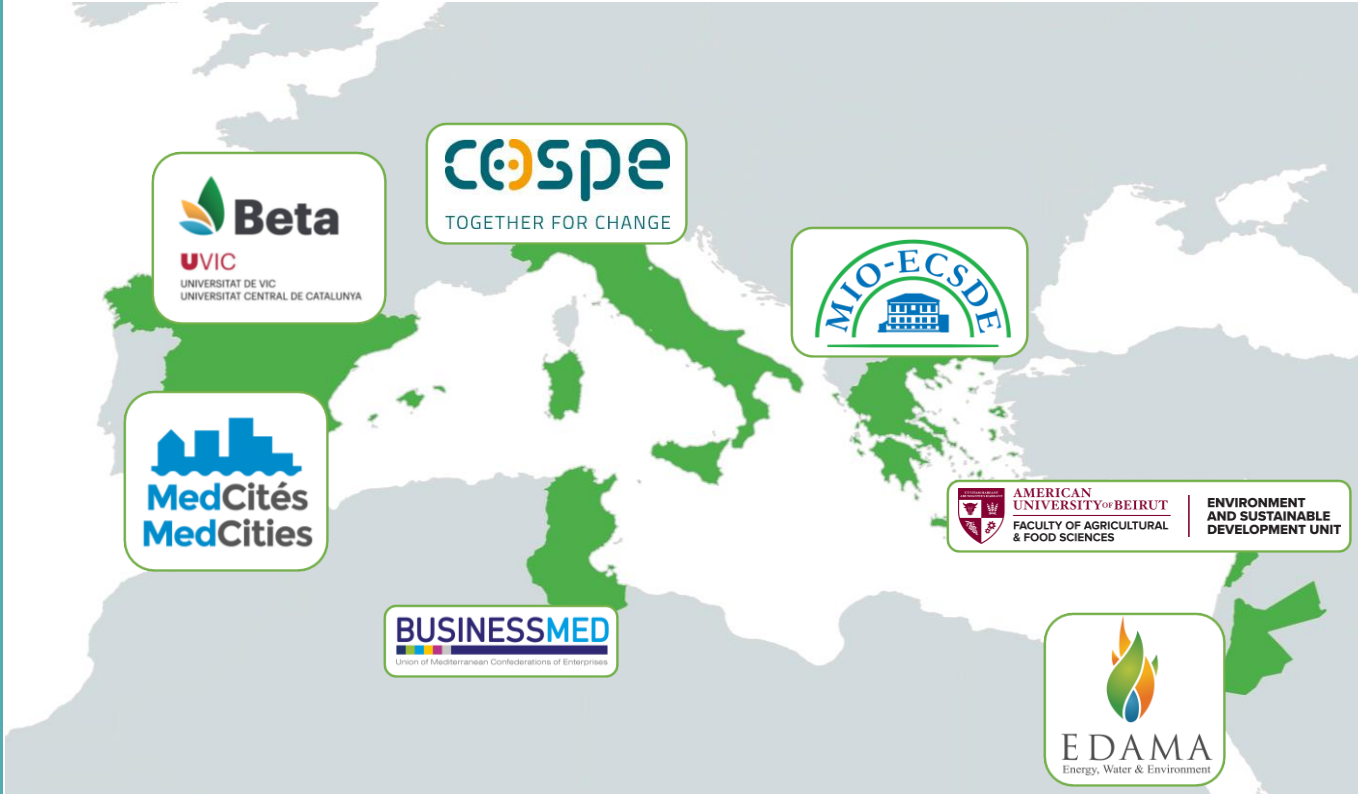 cospe
TOGETHER FOR CHANGE
Beta
UVIC
UNIVERSITAT DE VIC
UNIVERSITAT CENTRAL DE CATALUNYA
MIO-ECSDE
MedCités
MedCities
AMERICAN
UNIVERSITY OF BEIRUT
FACULTY OF AGRICULTURAL
& FOOD SCIENCES
ENVIRONMENT
AND SUSTAINABLE
DEVELOPMENT UNIT
BUSINESSMED
Union of Mediterranean Confederations of Enterprises
EDAMA
Energy, Water & Environment